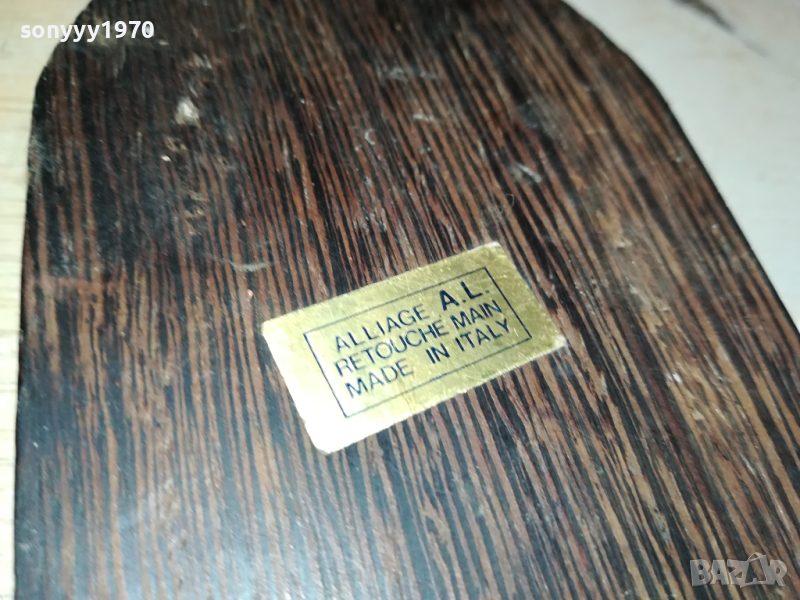 sonyyy1970
ALLIAGE A.L.
RETOUCHE MAIN
MADE IN ITALY
BAZAR